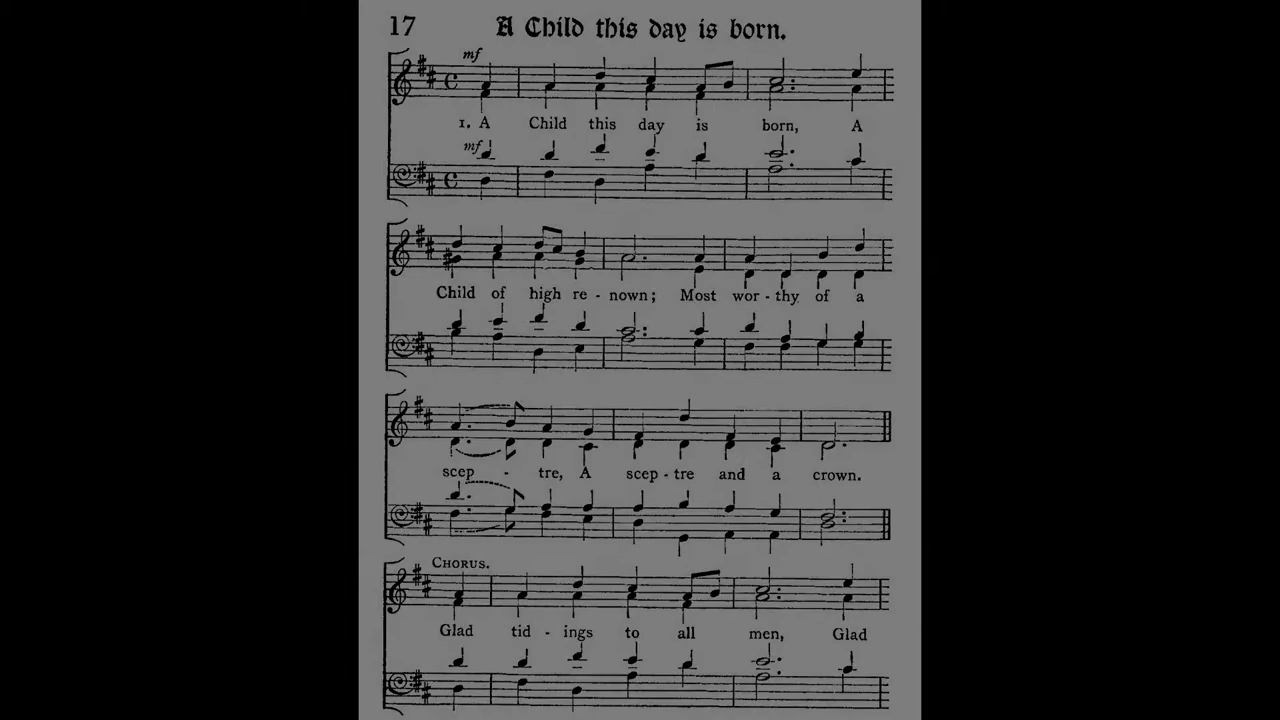 17 A Child this day is born.
mf
1. A Child this day is born, A
mf
Child of high re - nown; Most wor - thy of a
scep - tre, A scep - tre and a crown.
CHORUS.
Glad tid - ings to all men, Glad